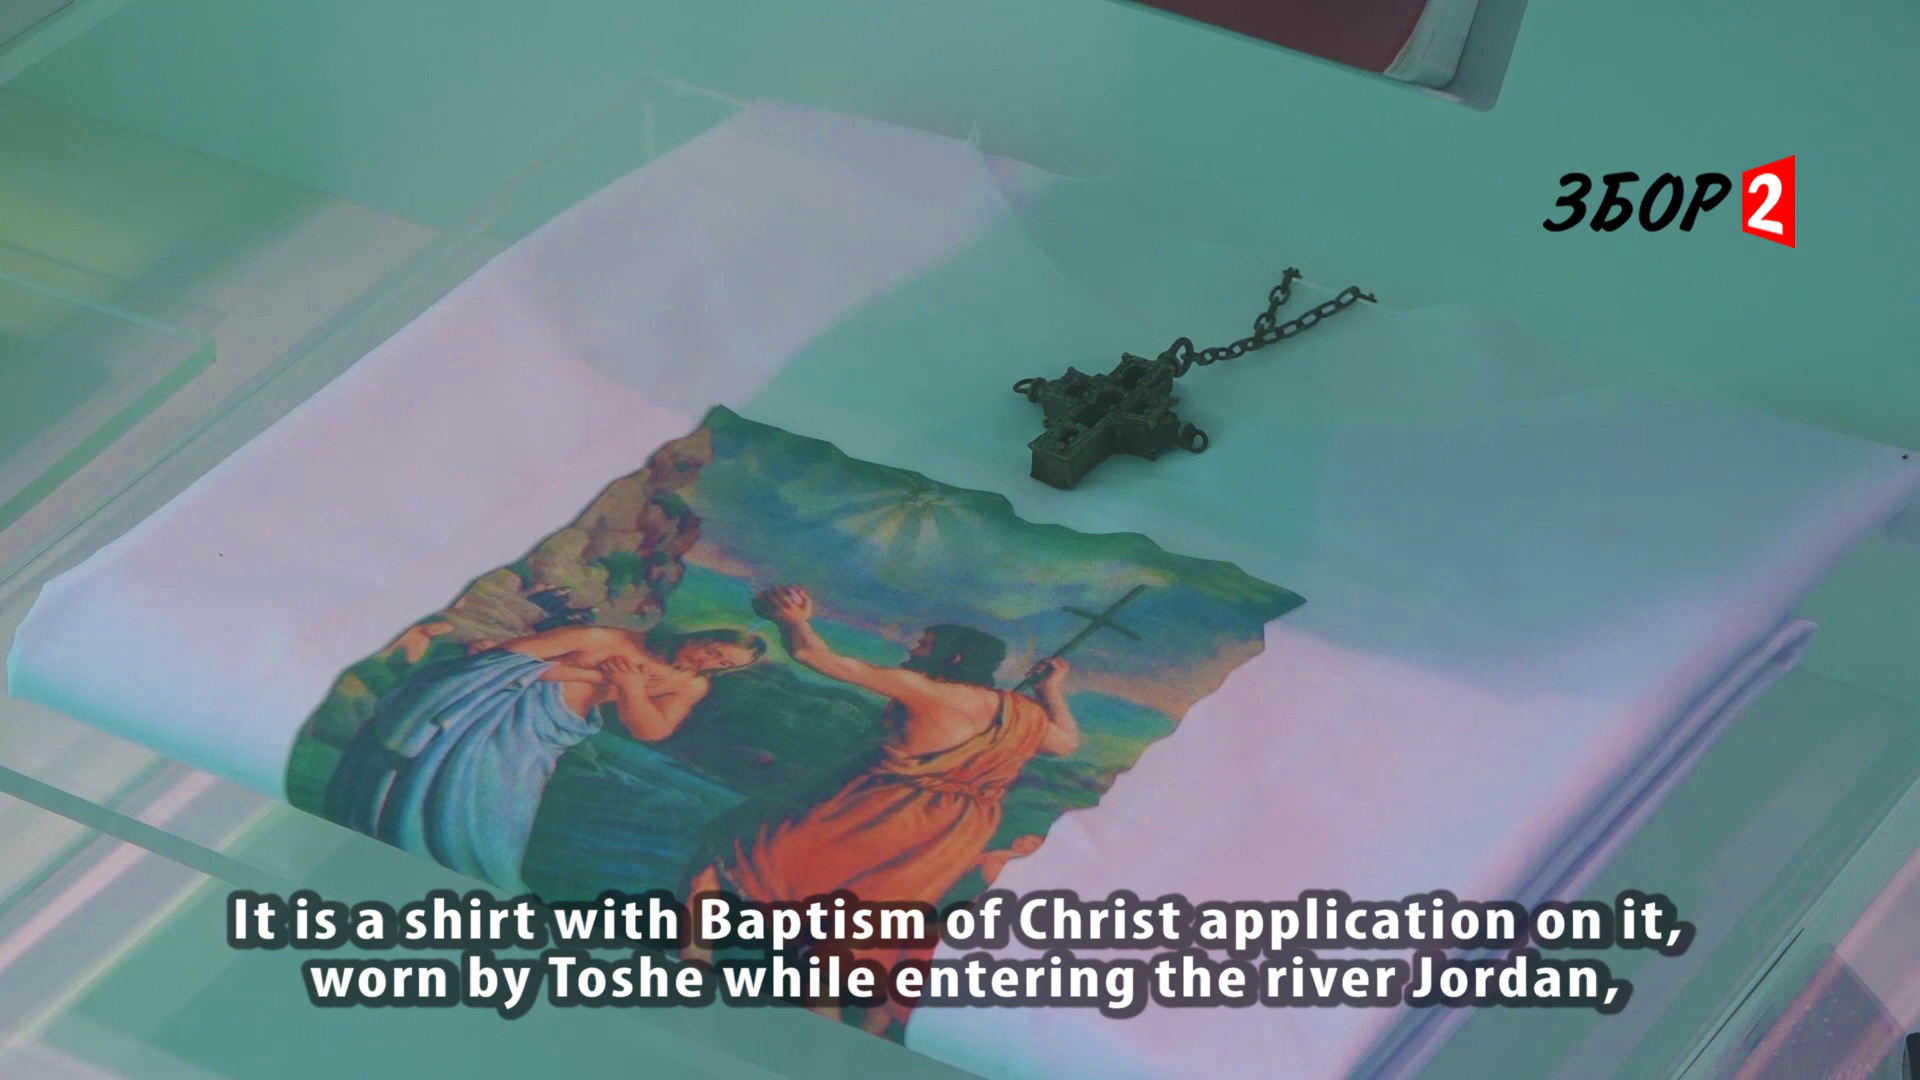 ЗБОР 2
It is a shirt with Baptism of Christ application on it,
worn by Toshe while entering the river Jordan,